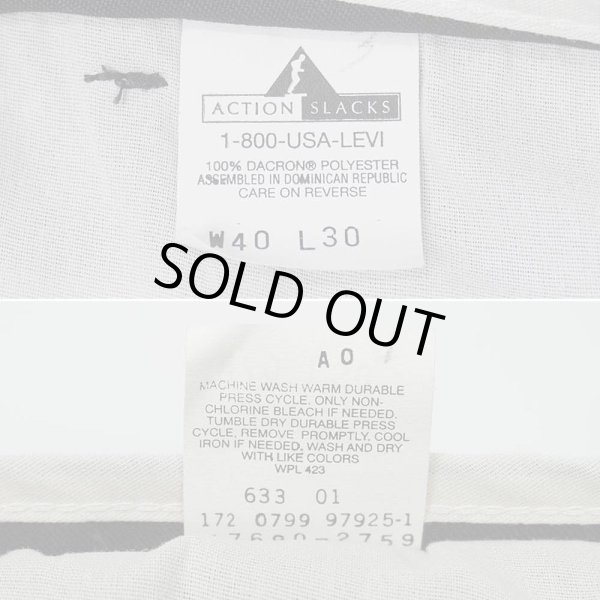 ACTION SLACKS
1-800-USA-LEVI
100% DACRON® POLYESTER
ASSEMBLED IN DOMINICAN REPUBLIC
CARE ON REVERSE
W40 L30
SOLD OUT
A0
MACHINE WASH WARM DURABLE
PRESS CYCLE. ONLY NON-
CHLORINE BLEACH IF NEEDED.
TUMBLE DRY DURABLE PRESS
CYCLE, REMOVE PROMPTLY, COOL
IRON IF NEEDED. WASH AND DRY
WITH LIKE COLORS
WPL 423
633 01
172 0799 97925-1